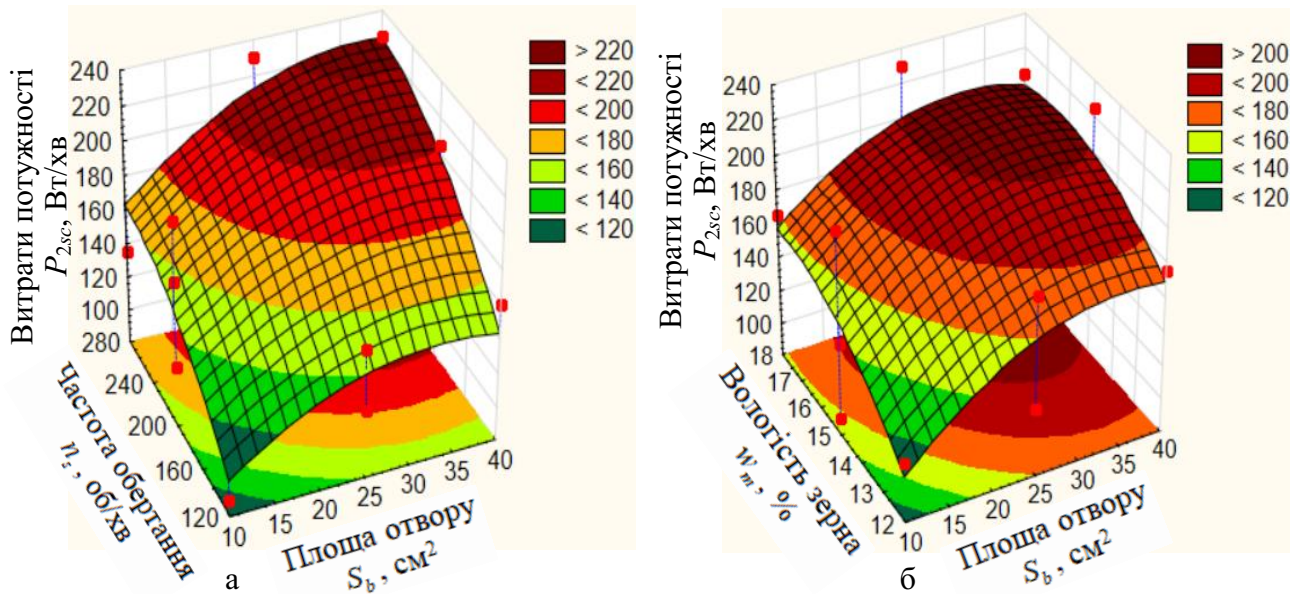 Витрати потужності
P₂sc, Вт/хв
240
220
200
180
160
140
120
100
280
240
200
160
120
Частота обертання
nₛ, об/хв
10 15 20 25 30 35 40
Площа отвору
S_b, см²
> 220
< 220
< 200
< 180
< 160
< 140
< 120
а
Витрати потужності
P₂sc, Вт/хв
240
220
200
180
160
140
120
100
18
17
16
15
14
13
12
Вологість зерна
w_m, %
10 15 20 25 30 35 40
Площа отвору
S_b, см²
> 200
< 200
< 180
< 160
< 140
< 120
б